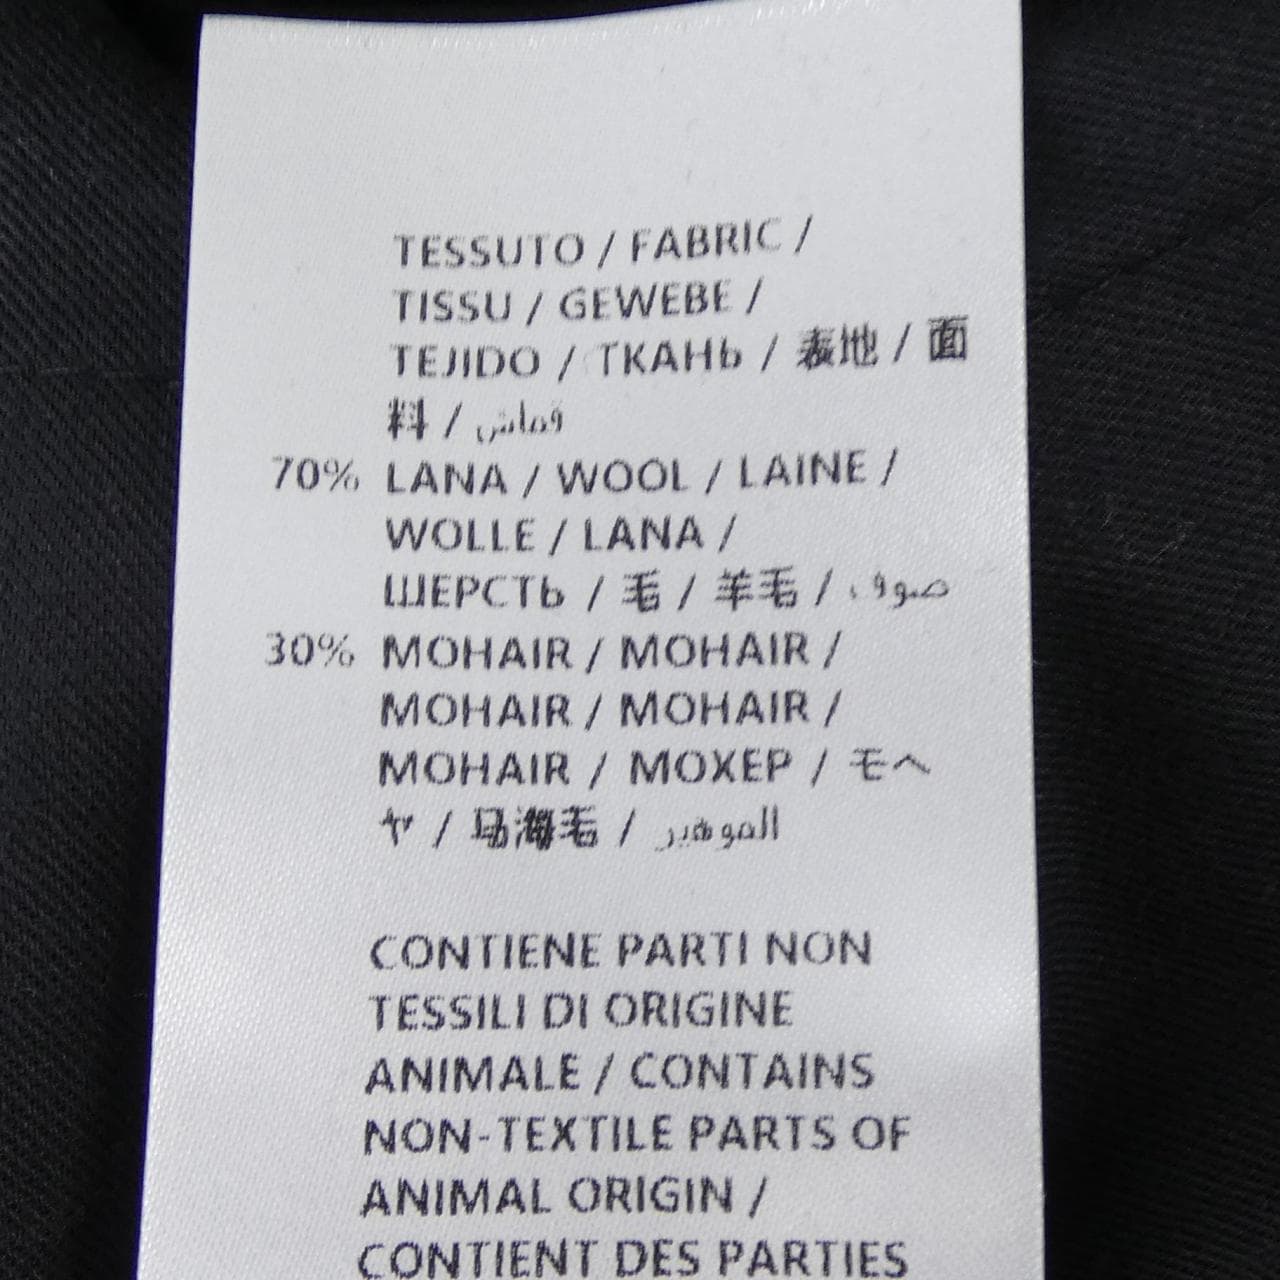 TESSUTO / FABRIC /
TISSU / GEWEBE /
TEJIDO / ТКАНЬ / 表地 / 面
料 / قماش
70% LANA / WOOL / LAINE /
WOLLE / LANA /
ШЕРСТЬ / 毛 / 羊毛 / صوف
30% MOHAIR / MOHAIR /
MOHAIR / MOHAIR /
MOHAIR / МОХЕР / モヘ
ヤ / 马海毛 / الموهير
CONTIENE PARTI NON
TESSILI DI ORIGINE
ANIMALE / CONTAINS
NON-TEXTILE PARTS OF
ANIMAL ORIGIN /
CONTIENT DES PARTIES